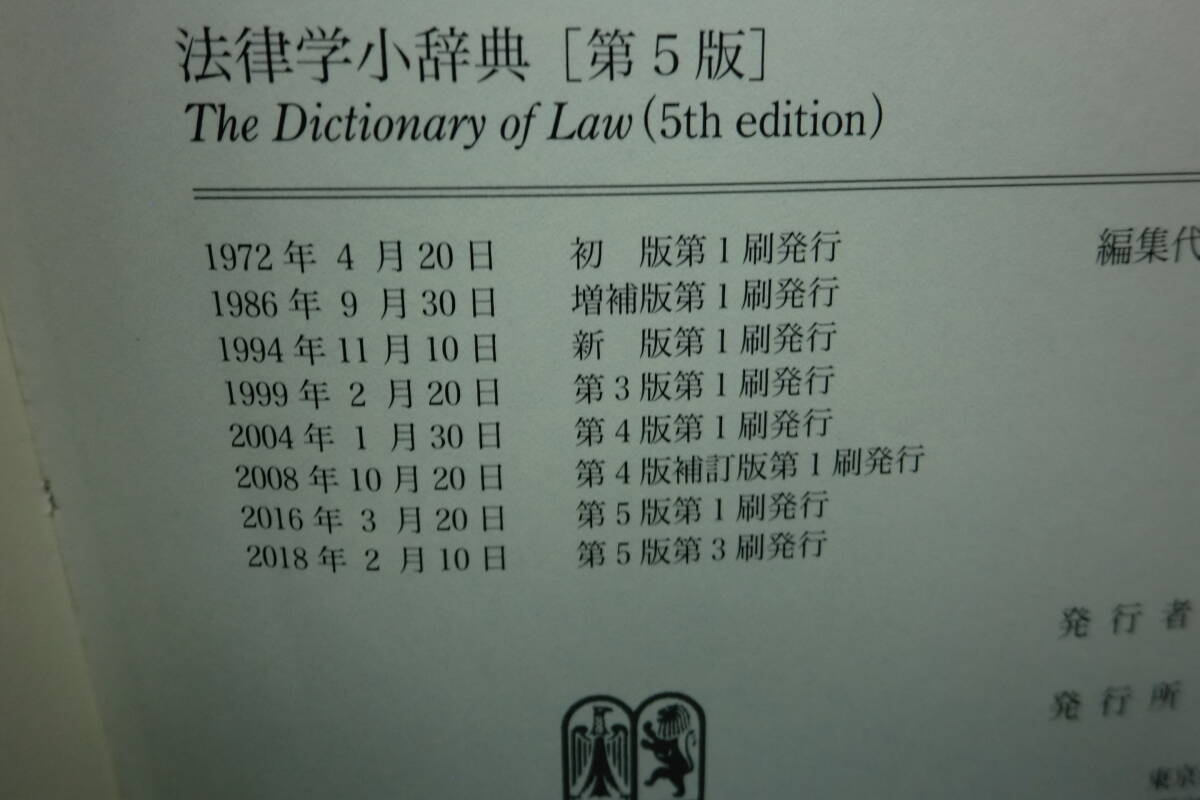 法律学小辞典［第5版］
The Dictionary of Law (5th edition)
1972年 4 月20日 初　版第1刷発行
1986年 9 月30日 増補版第1刷発行
1994年11月10日 新　版第1刷発行
1999年 2 月20日 第3版第1刷発行
2004年 1 月30日 第4版第1刷発行
2008年10月20日 第4版補訂版第1刷発行
2016年 3 月20日 第5版第1刷発行
2018年 2 月10日 第5版第3刷発行
編集代
発行者
発行所
東京